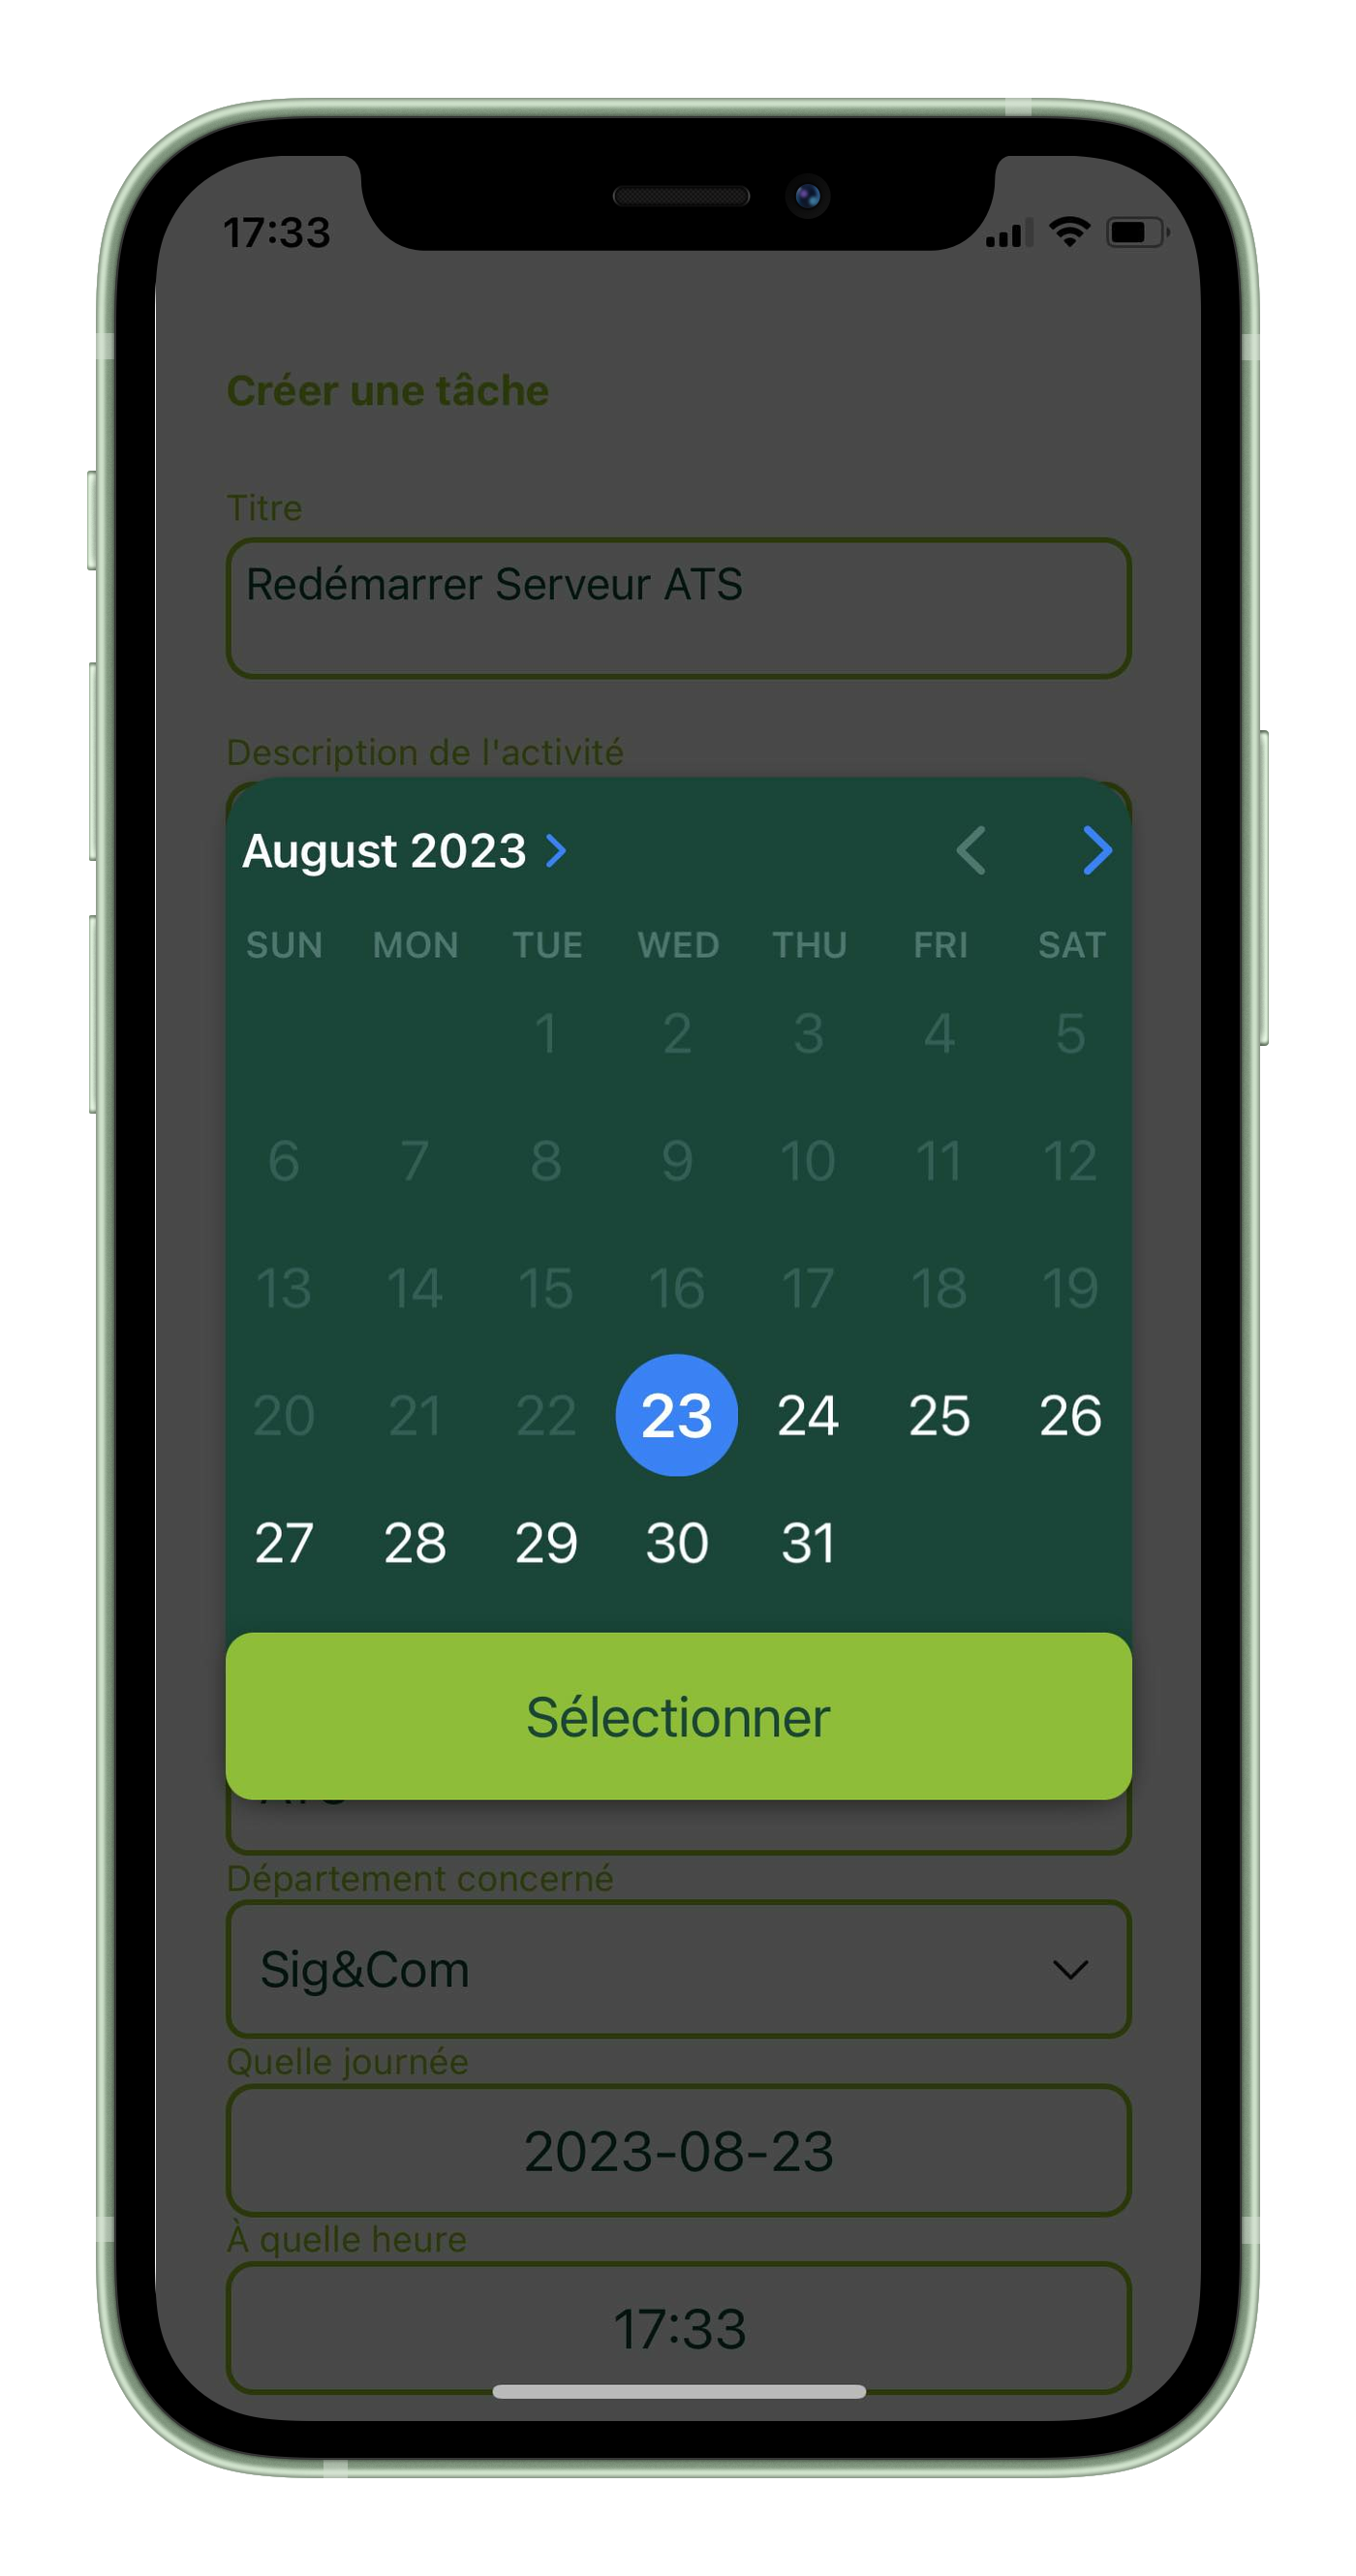 17:33
Créer une tâche
Titre
Redémarrer Serveur ATS
Description de l'activité
August 2023
SUN MON TUE WED THU FRI SAT
1 2 3 4 5
6 7 8 9 10 11 12
13 14 15 16 17 18 19
20 21 22 23 24 25 26
27 28 29 30 31
Sélectionner
Département concerné
Sig&Com
Quelle journée
2023-08-23
À quelle heure
17:33